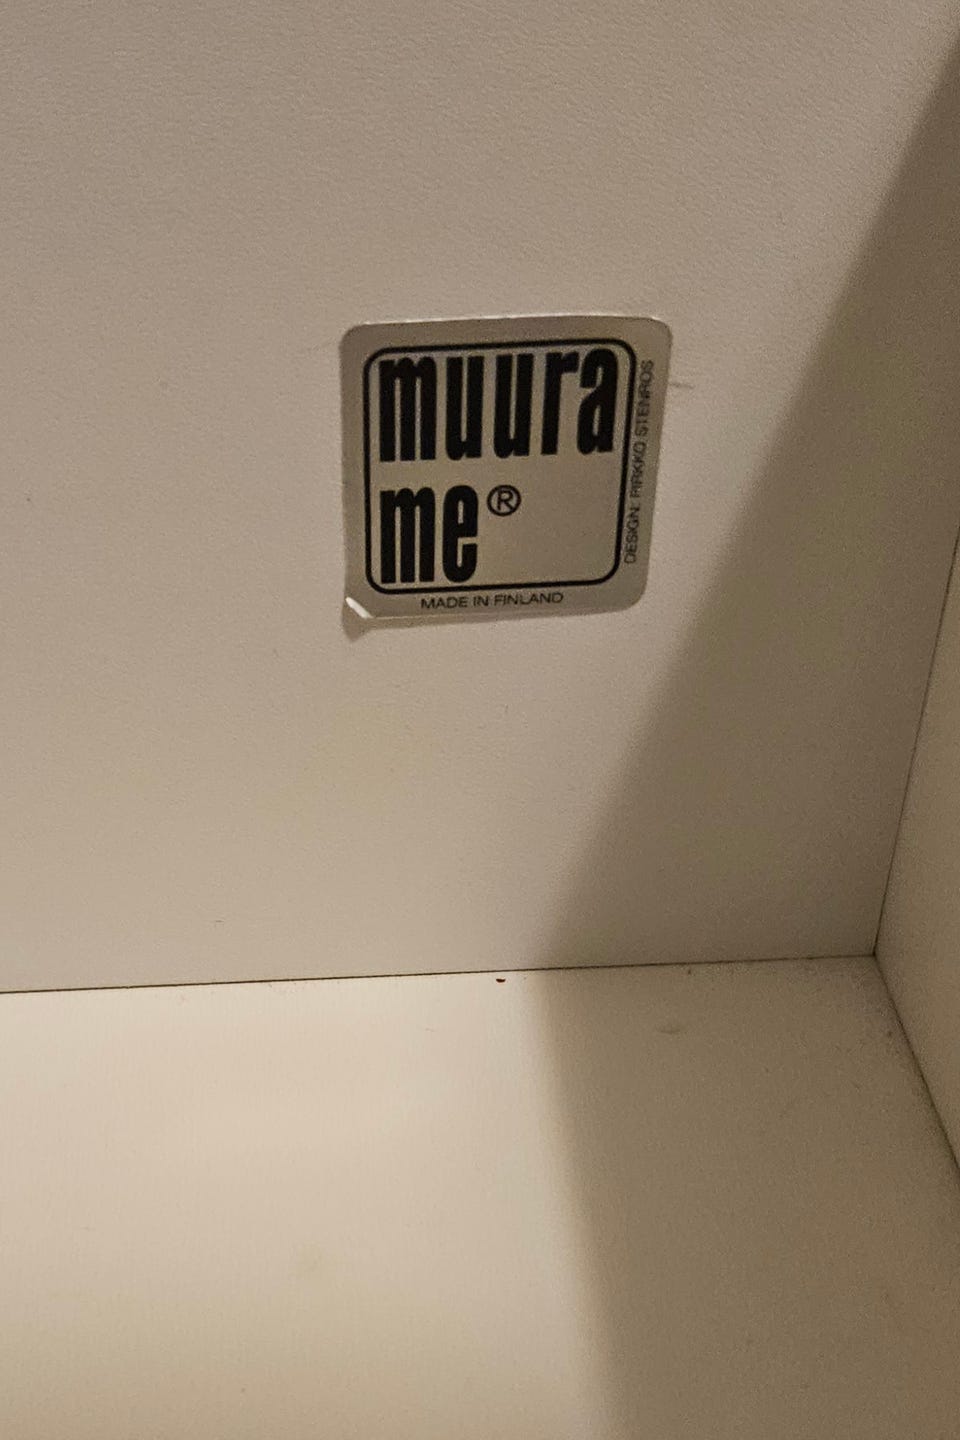 muura
me®
MADE IN FINLAND
DESIGN: PIRKKO STENROS